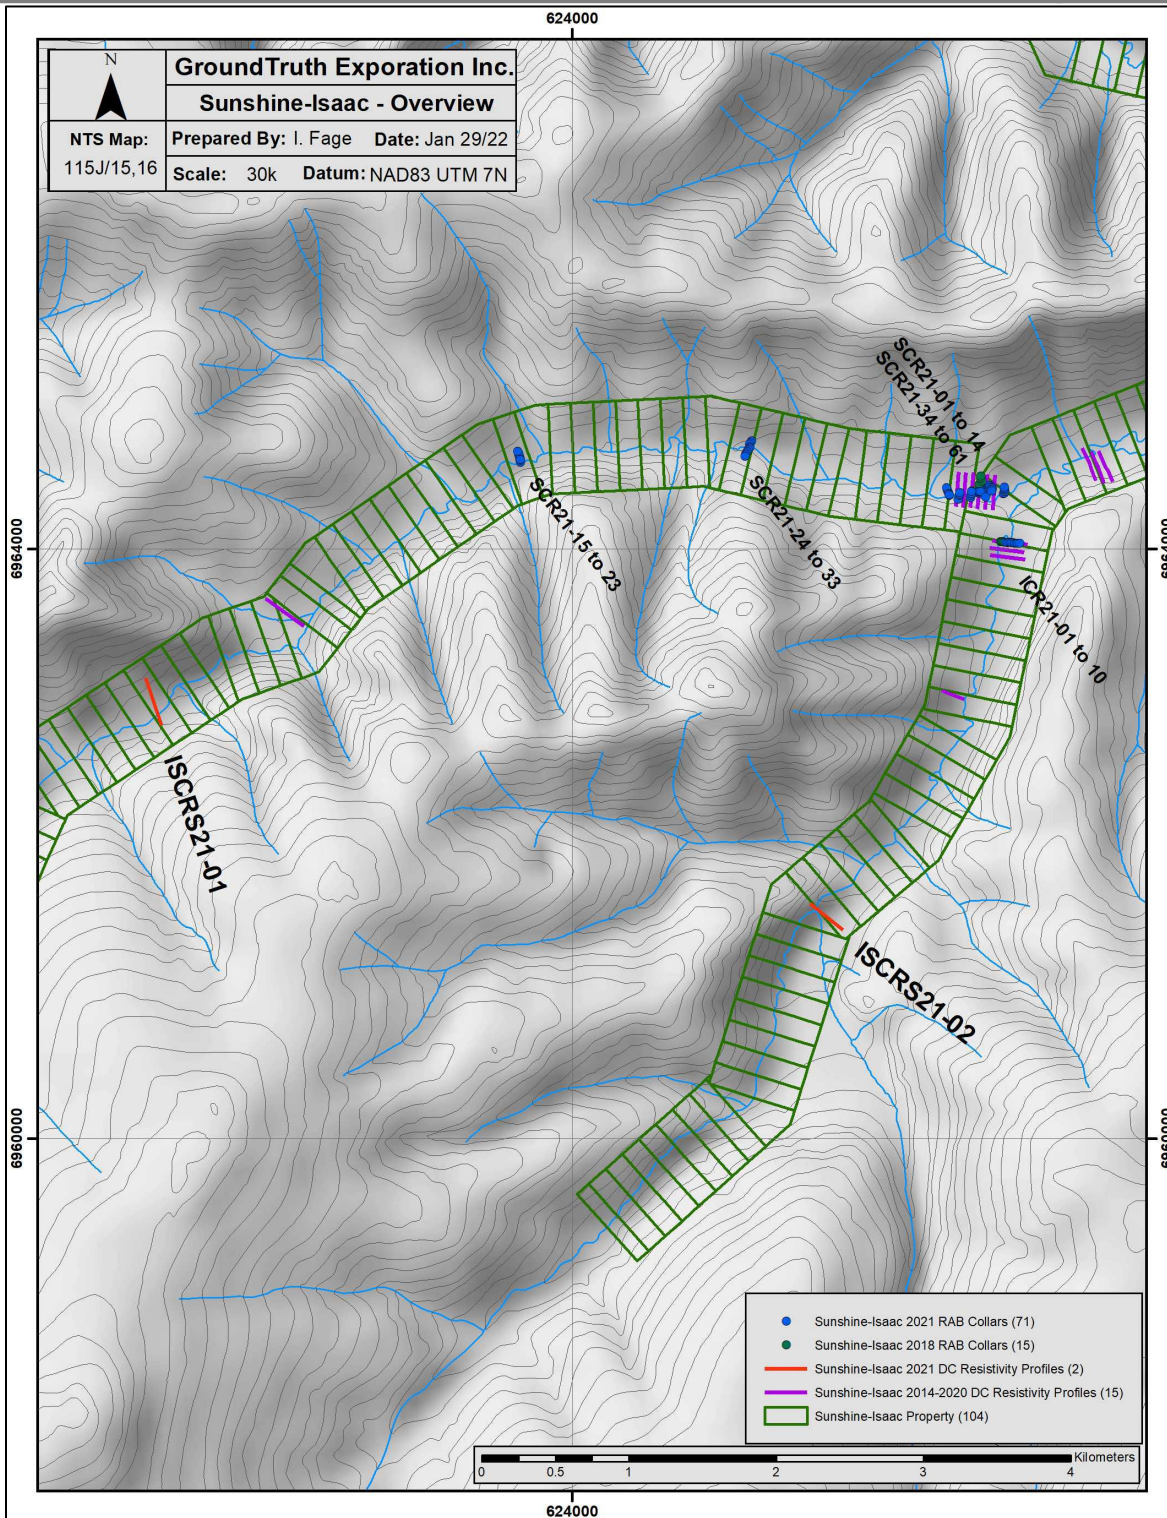 624000
N
GroundTruth Exporation Inc.
Sunshine-Isaac - Overview
NTS Map:
115J/15,16
Prepared By: I. Fage Date: Jan 29/22
Scale: 30k Datum: NAD83 UTM 7N
SCR21-01 to 14
SCR21-34 to 61
SCR21-15 to 23
SCR21-24 to 33
6964000
6964000
ICR21-01 to 10
ISCRS21-01
ISCRS21-02
6960000
6960000
Sunshine-Isaac 2021 RAB Collars (71)
Sunshine-Isaac 2018 RAB Collars (15)
Sunshine-Isaac 2021 DC Resistivity Profiles (2)
Sunshine-Isaac 2014-2020 DC Resistivity Profiles (15)
Sunshine-Isaac Property (104)
Kilometers
0 0.5 1 2 3 4
624000